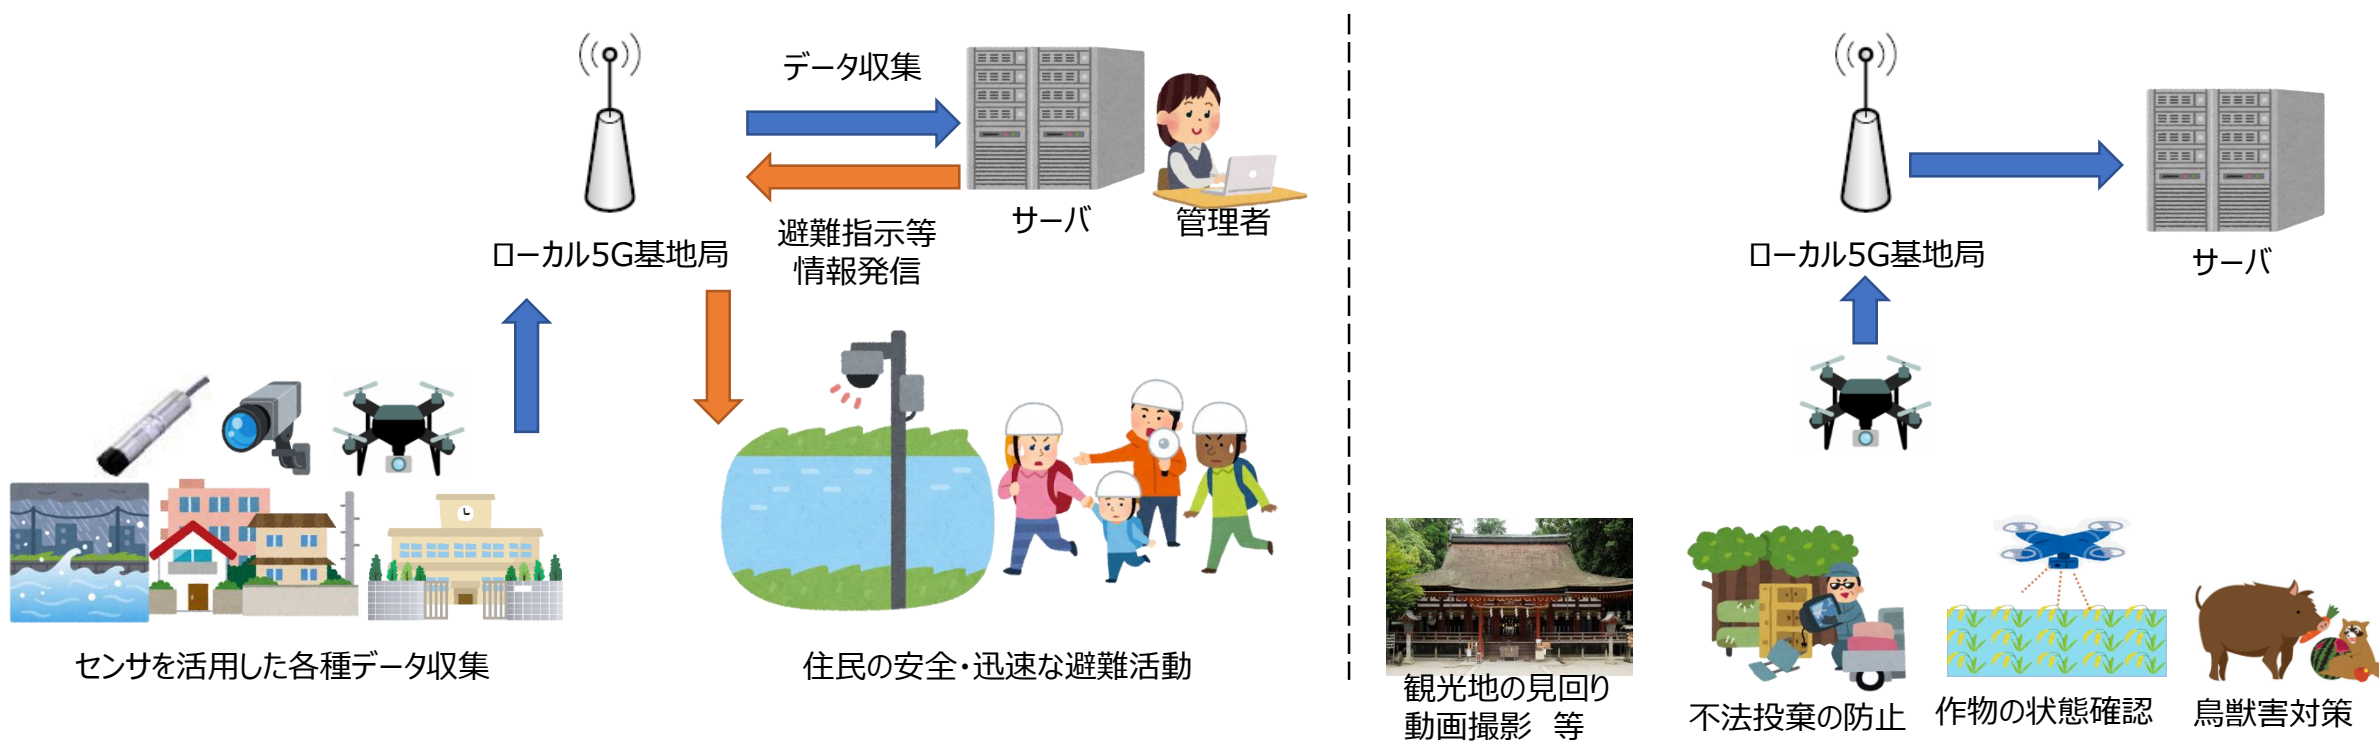 データ収集
サーバ
管理者
ローカル5G基地局
避難指示等
情報発信
センサを活用した各種データ収集
住民の安全・迅速な避難活動
ローカル5G基地局
サーバ
観光地の見回り
動画撮影　等
不法投棄の防止
作物の状態確認
鳥獣害対策